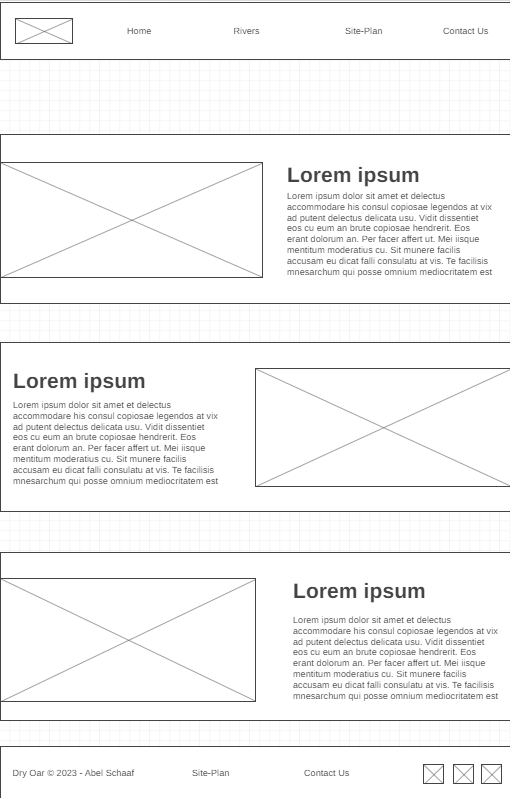 Home Rivers Site-Plan Contact Us
Lorem ipsum
Lorem ipsum dolor sit amet et delectus
accommodare his consul copiosae legendos at vix
ad putent delectus delicata usu. Vidit dissentiet
eos cu eum an brute copiosae hendrerit. Eos
erant dolorum an. Per facer affert ut. Mei iisque
mentitum moderatius cu. Sit munere facilis
accusam eu dicat falli consulatu at vis. Te facilisis
mnesarchum qui posse omnium mediocritatem est
Lorem ipsum
Lorem ipsum dolor sit amet et delectus
accommodare his consul copiosae legendos at vix
ad putent delectus delicata usu. Vidit dissentiet
eos cu eum an brute copiosae hendrerit. Eos
erant dolorum an. Per facer affert ut. Mei iisque
mentitum moderatius cu. Sit munere facilis
accusam eu dicat falli consulatu at vis. Te facilisis
mnesarchum qui posse omnium mediocritatem est
Lorem ipsum
Lorem ipsum dolor sit amet et delectus
accommodare his consul copiosae legendos at vix
ad putent delectus delicata usu. Vidit dissentiet
eos cu eum an brute copiosae hendrerit. Eos
erant dolorum an. Per facer affert ut. Mei iisque
mentitum moderatius cu. Sit munere facilis
accusam eu dicat falli consulatu at vis. Te facilisis
mnesarchum qui posse omnium mediocritatem est
Dry Oar © 2023 - Abel Schaaf Site-Plan Contact Us